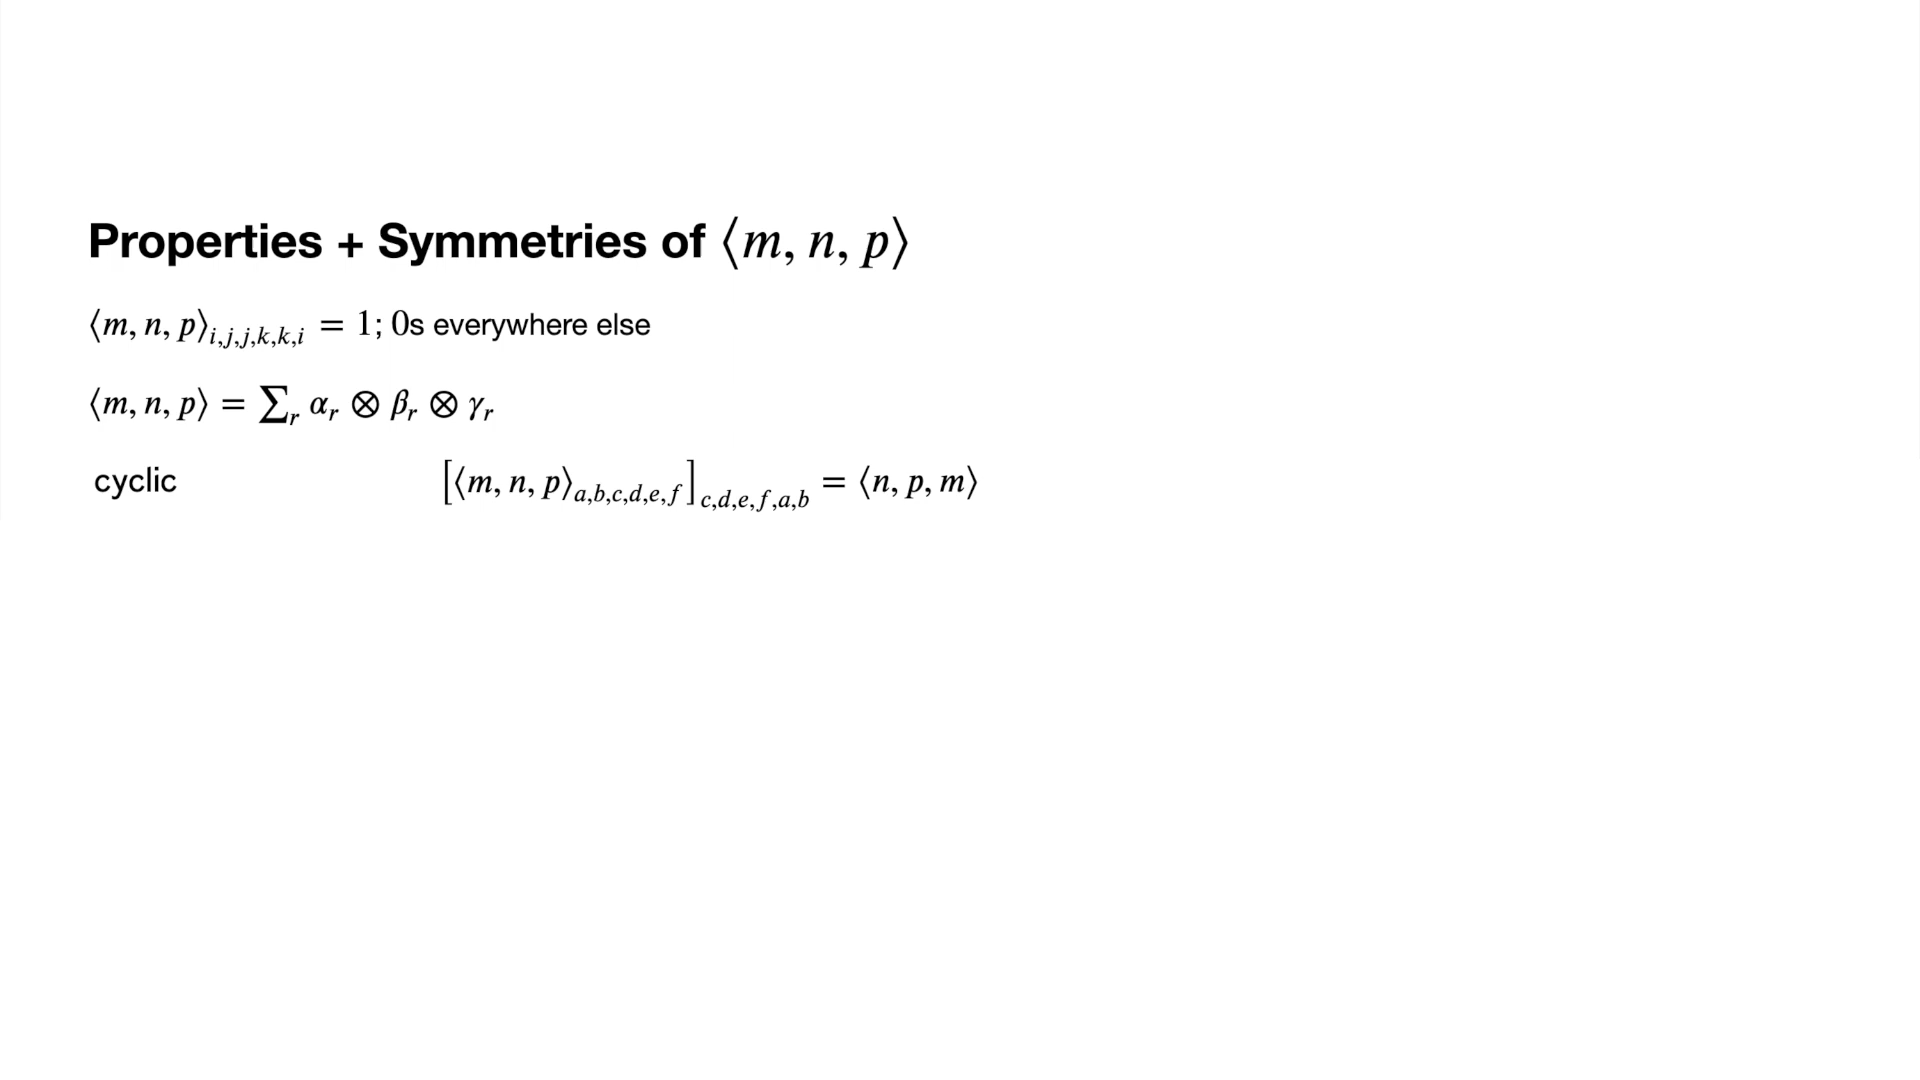 Properties + Symmetries of ⟨m, n, p⟩
⟨m, n, p⟩_{i,j,j,k,k,i} = 1; 0s everywhere else
⟨m, n, p⟩ = ∑_r α_r ⊗ β_r ⊗ γ_r
cyclic [⟨m, n, p⟩_{a,b,c,d,e,f}]_{c,d,e,f,a,b} = ⟨n, p, m⟩